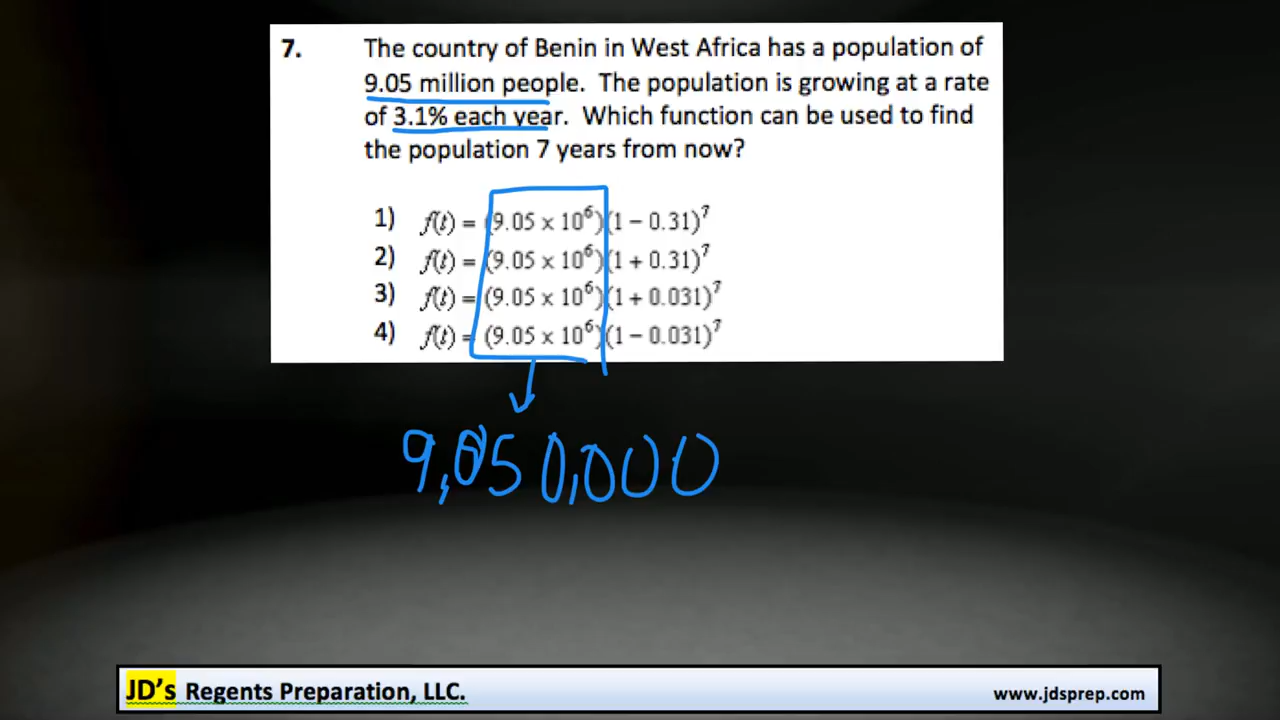 7. The country of Benin in West Africa has a population of
9.05 million people. The population is growing at a rate
of 3.1% each year. Which function can be used to find
the population 7 years from now?
1) f(t) = (9.05 × 10⁶)(1 − 0.31)⁷
2) f(t) = (9.05 × 10⁶)(1 + 0.31)⁷
3) f(t) = (9.05 × 10⁶)(1 + 0.031)⁷
4) f(t) = (9.05 × 10⁶)(1 − 0.031)⁷
9,050,000
JD’s Regents Preparation, LLC. www.jdsprep.com